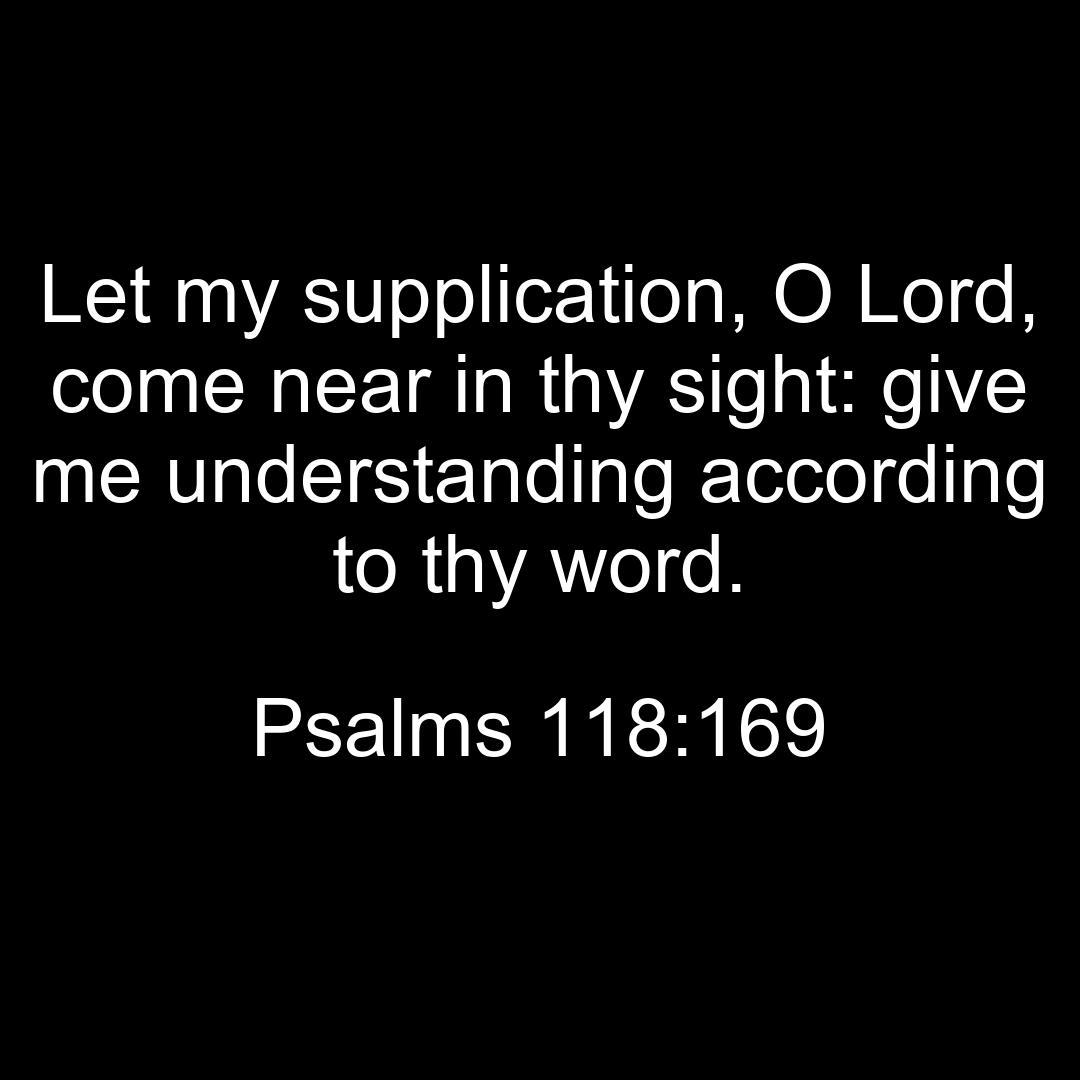 Let my supplication, O Lord,
come near in thy sight: give
me understanding according
to thy word.
Psalms 118:169